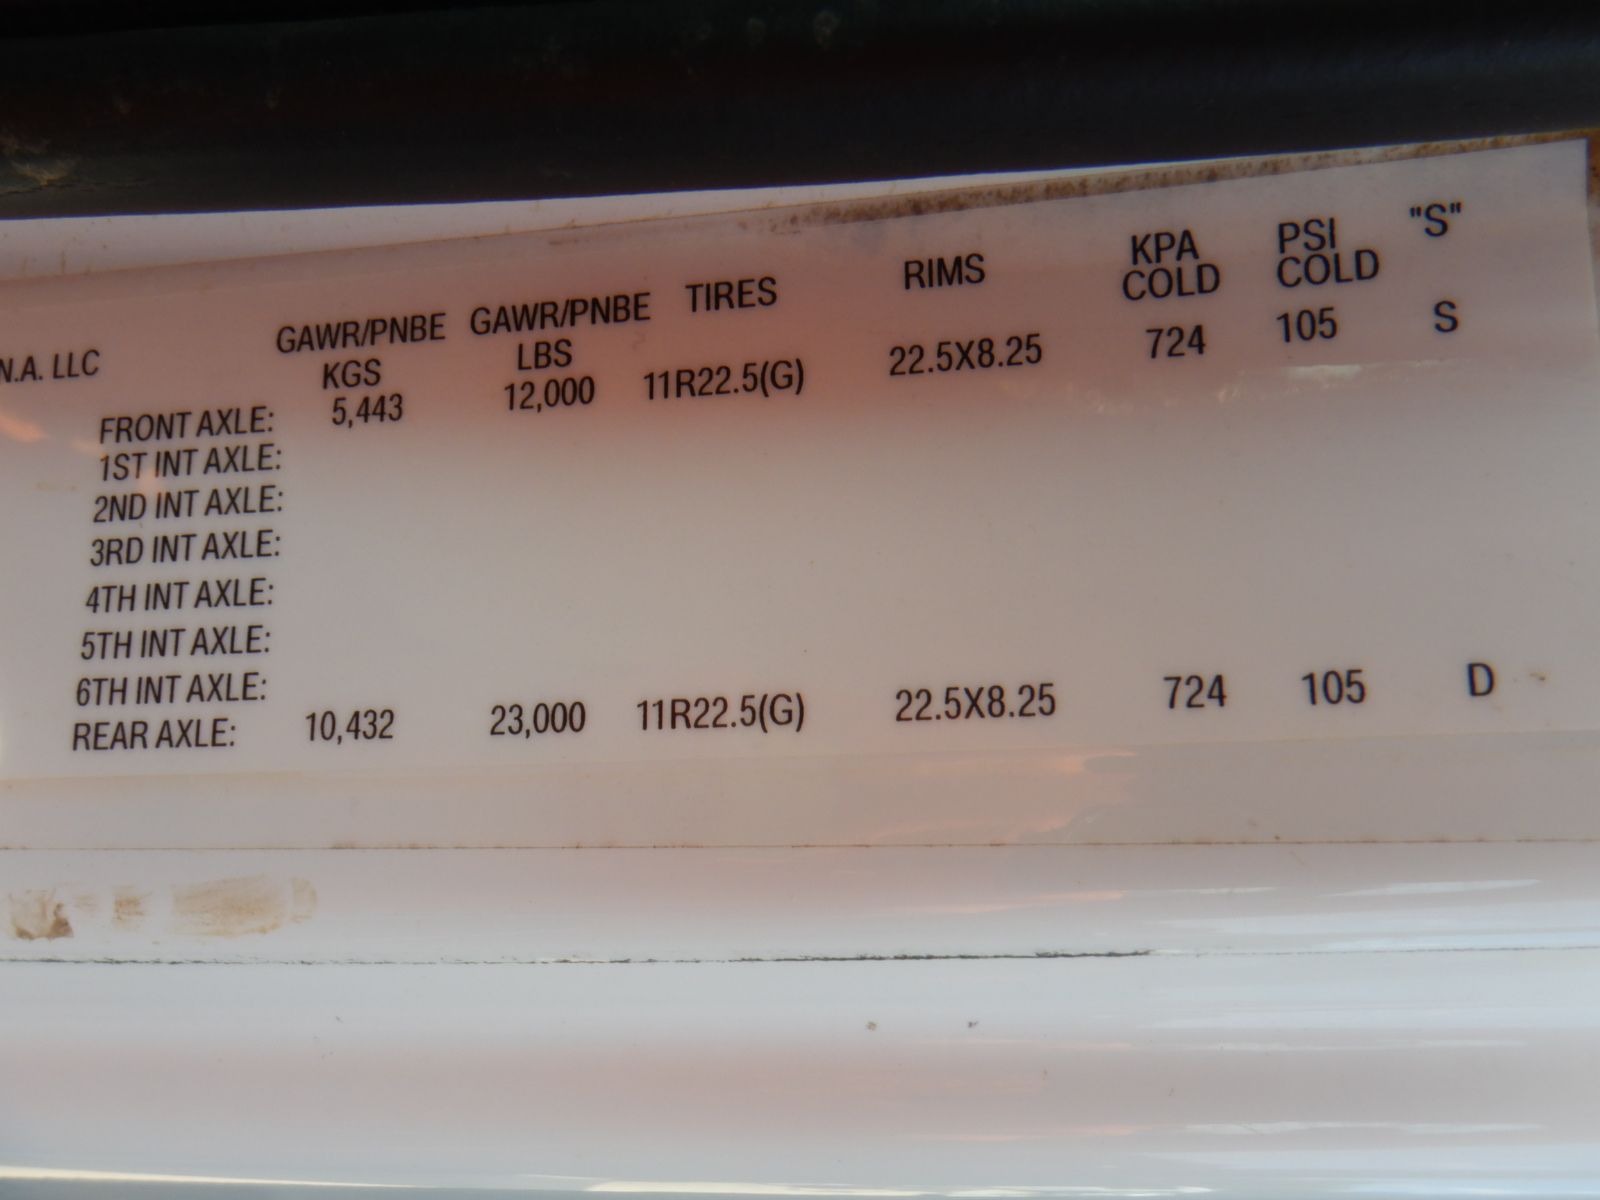 GAWR/PNBE GAWR/PNBE TIRES RIMS KPA PSI "S"
N.A. LLC KGS LBS COLD COLD
FRONT AXLE: 5,443 12,000 11R22.5(G) 22.5X8.25 724 105 S
1ST INT AXLE:
2ND INT AXLE:
3RD INT AXLE:
4TH INT AXLE:
5TH INT AXLE:
6TH INT AXLE:
REAR AXLE: 10,432 23,000 11R22.5(G) 22.5X8.25 724 105 D